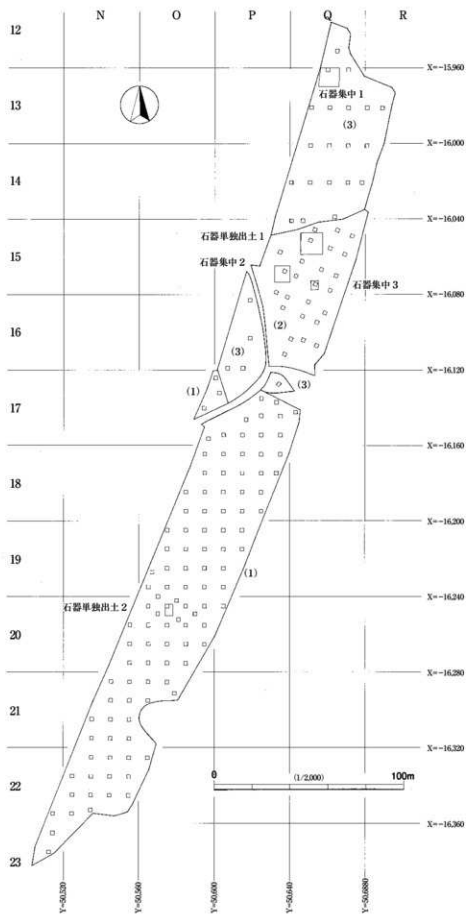 N O P Q R
12
X=-15,960
石器集中1
13
(3)
X=-16,000
14
X=-16,040
石器単独出土1
石器集中2
15
石器集中3
X=-16,080
(2)
16
(3)
X=-16,120
(1)
(3)
17
X=-16,160
18
X=-16,200
19
(1)
X=-16,240
石器単独出土2
20
X=-16,280
21
X=-16,320
0 (1/2,000) 100m
22
X=-16,360
23
Y=50,520
Y=50,560
Y=50,600
Y=50,640
Y=50,6880